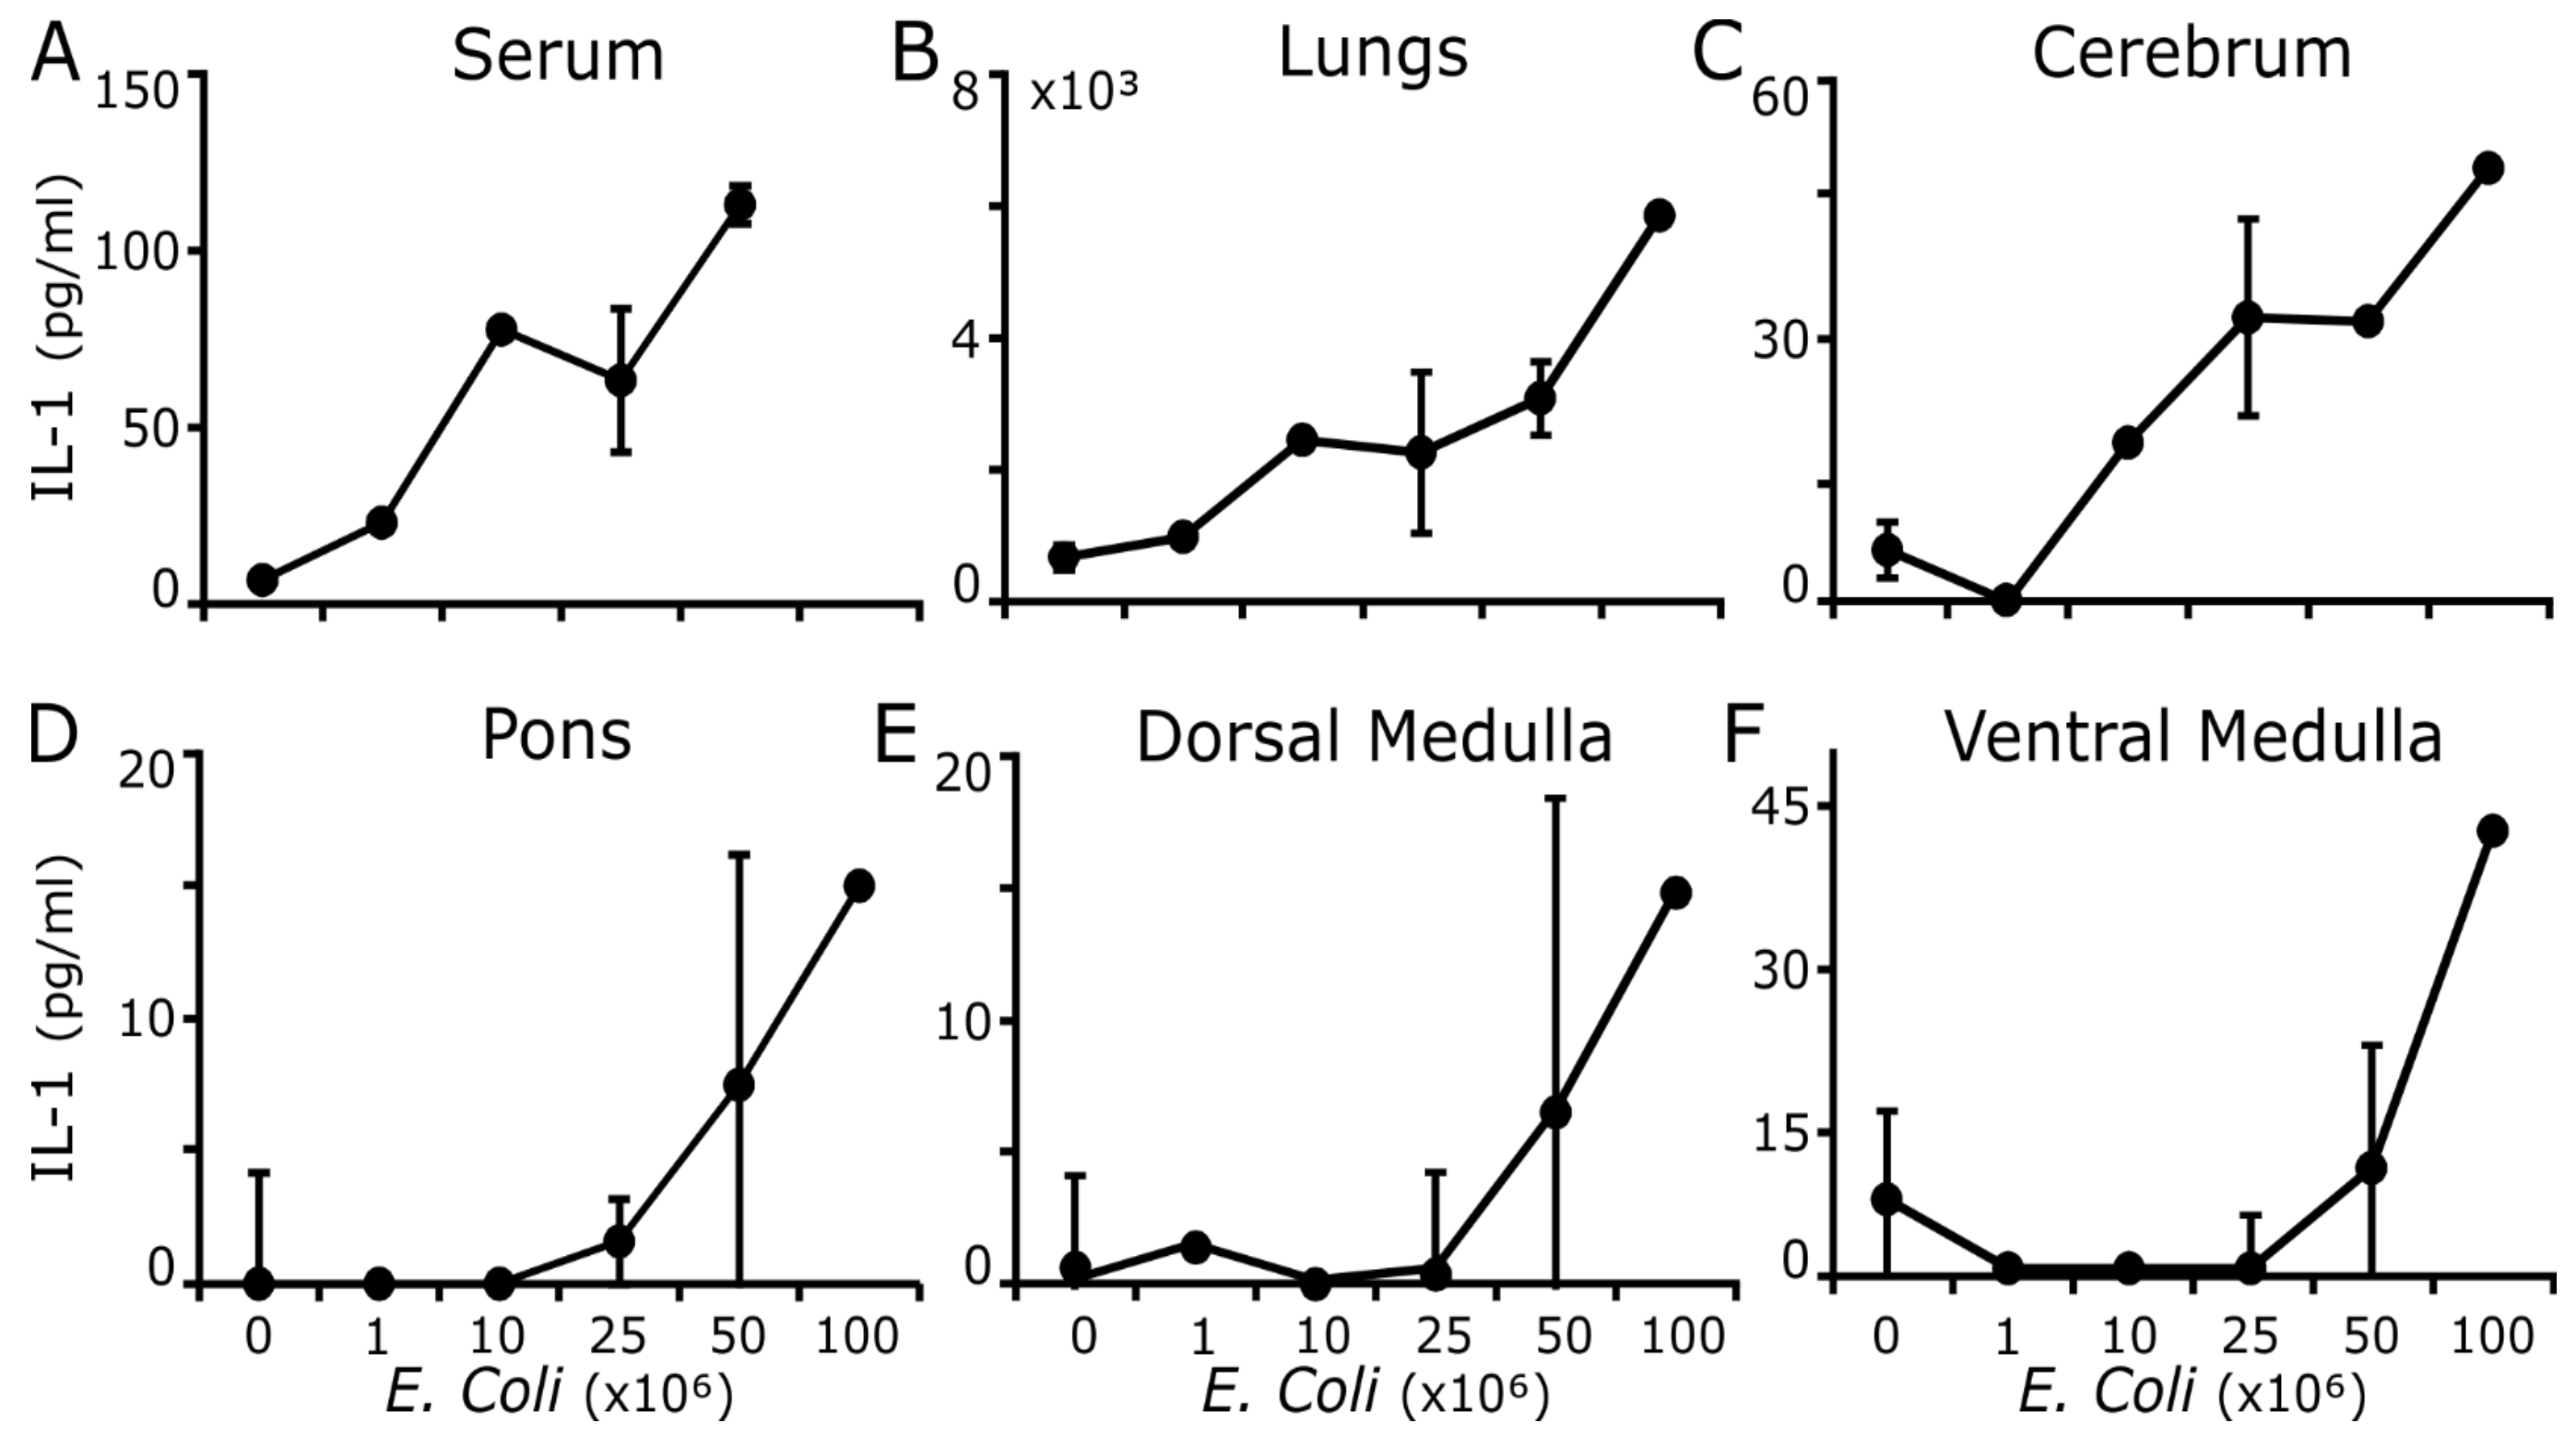 A Serum
150
100
50
0
IL-1 (pg/ml)
B Lungs
8 x10³
4
0
C Cerebrum
60
30
0
D Pons
20
10
0
IL-1 (pg/ml)
0 1 10 25 50 100
E. Coli (x10⁶)
E Dorsal Medulla
20
10
0
0 1 10 25 50 100
E. Coli (x10⁶)
F Ventral Medulla
45
30
15
0
0 1 10 25 50 100
E. Coli (x10⁶)